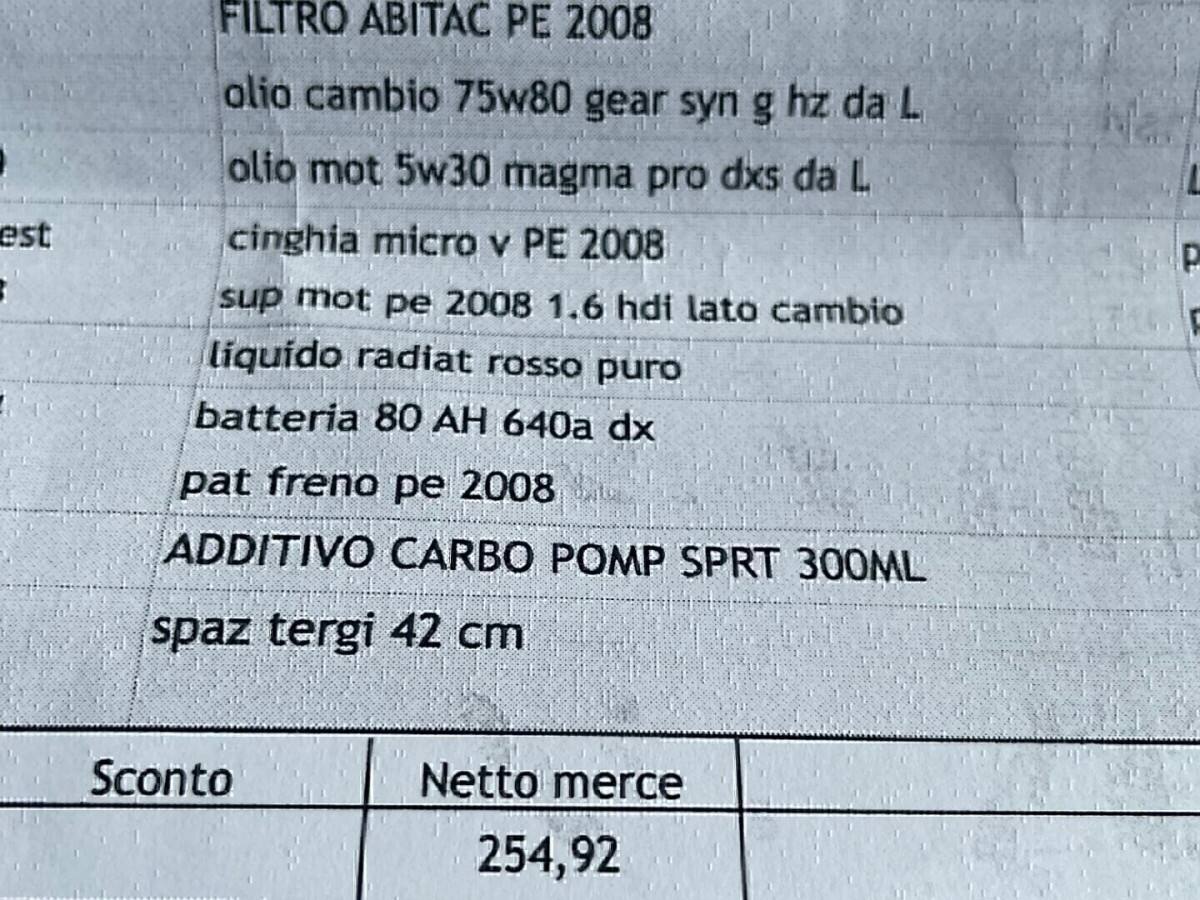 FILTRO ABITAC PE 2008
olio cambio 75w80 gear syn g hz da L
olio mot 5w30 magma pro dxs da L
est
cinghia micro v PE 2008
sup mot pe 2008 1.6 hdi lato cambio
liquido radiat rosso puro
batteria 80 AH 640a dx
pat freno pe 2008
ADDITIVO CARBO POMP SPRT 300ML
spaz tergi 42 cm
Sconto Netto merce
254,92